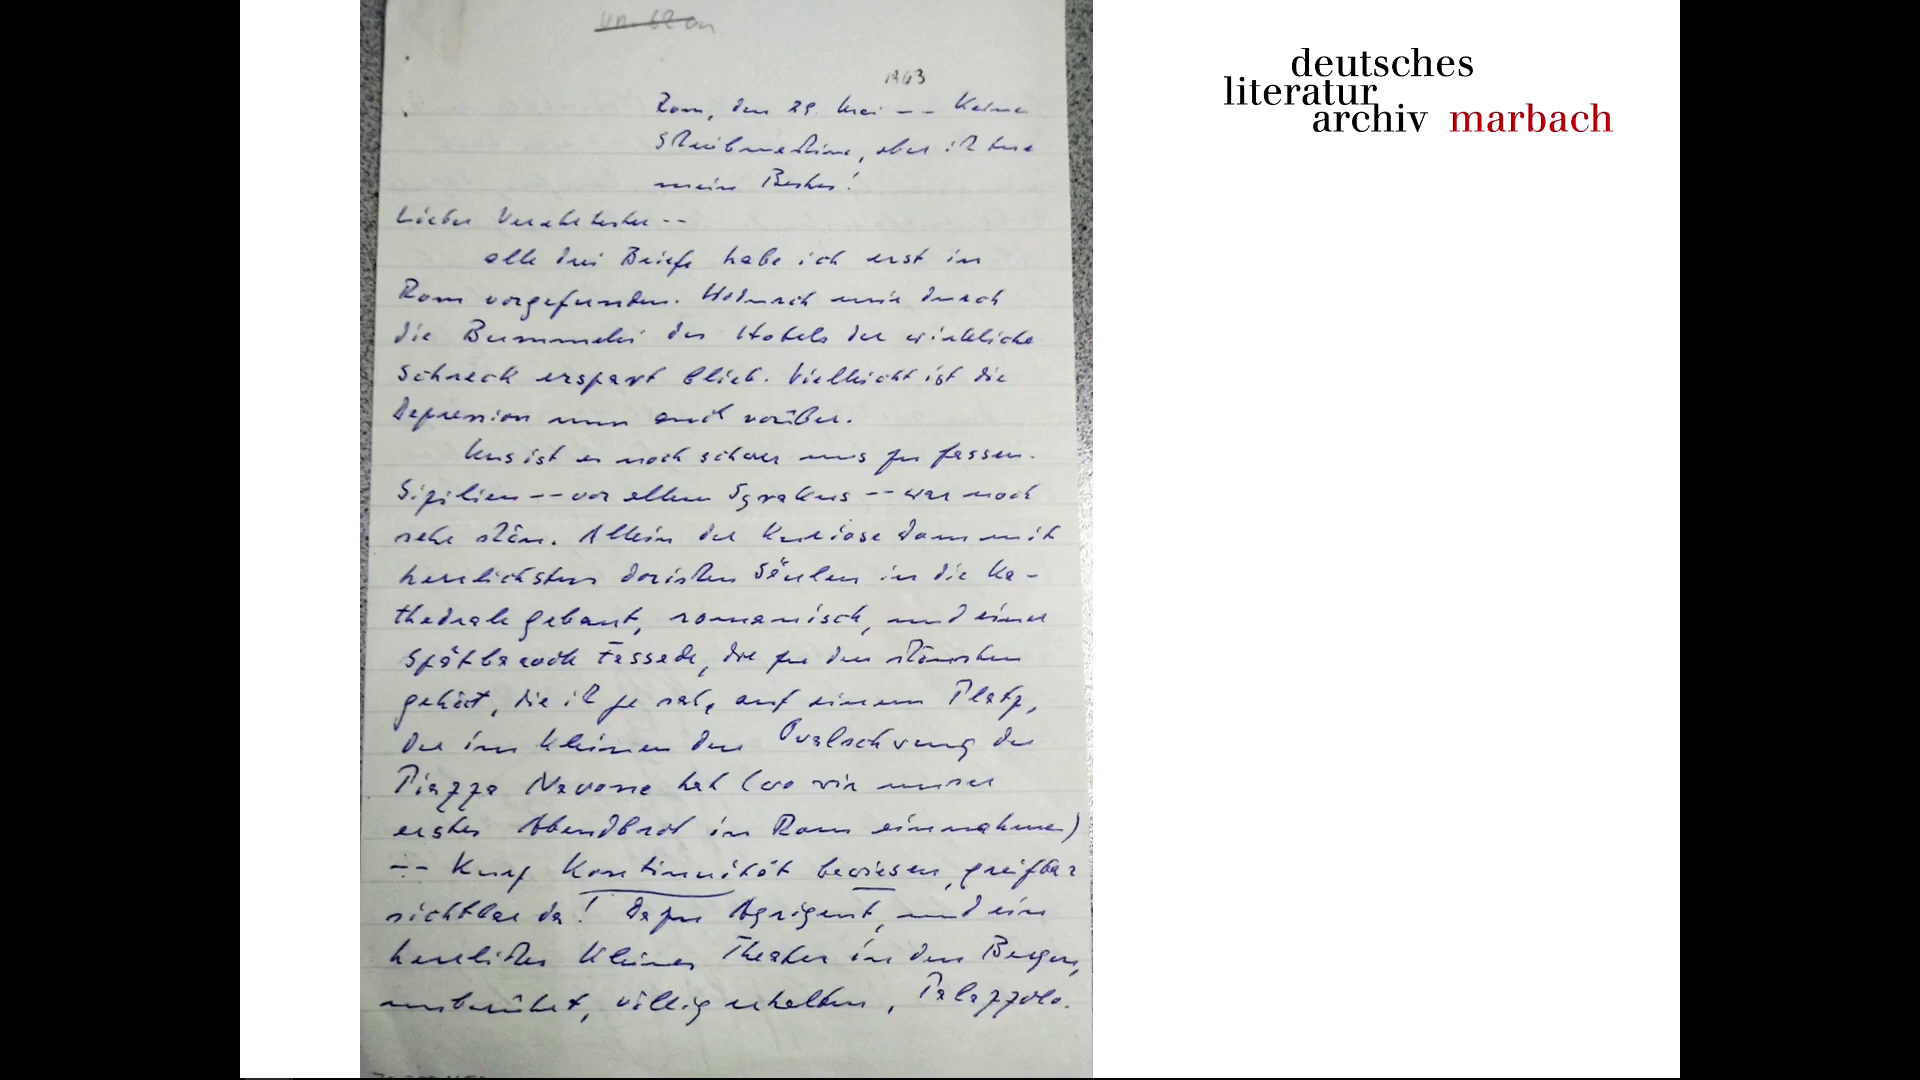 1963
Rom, den 29. Mai -- Keine
Schreibmaschine, aber ich tue
mein Bestes!
Lieber Verehrtester --
alle drei Briefe habe ich erst in
Rom vorgefunden. Wodurch mir durch
die Bummelei des Hotels der wirkliche
Schreck erspart blieb. Vielleicht ist die
Depression nun auch vorüber.
Uns ist es noch schwer uns zu fassen.
Sizilien -- vor allem Syrakus -- war noch
sehr schön. Allein der kuriose Dom mit
herrlichsten dorischen Säulen in die Ka-
thedrale gebaut, romanisch, und einer
Spätbarock Fassade, die zu den schönsten
gehört, die ich je sah, auf einem Platz,
der im Kleinen den Ovalschwung der
Piazza Navona hat (wo wir unser
erstes Abendbrot in Rom einnahmen)
-- Kurz Kontinuität bewiesen, greifbar
sichtbar da! Dazu Agrigent, und ein
herrliches kleines Theater in den Bergen,
unberührt, völlig erhalten, Palazzolo.
deutsches
literatur
archiv marbach